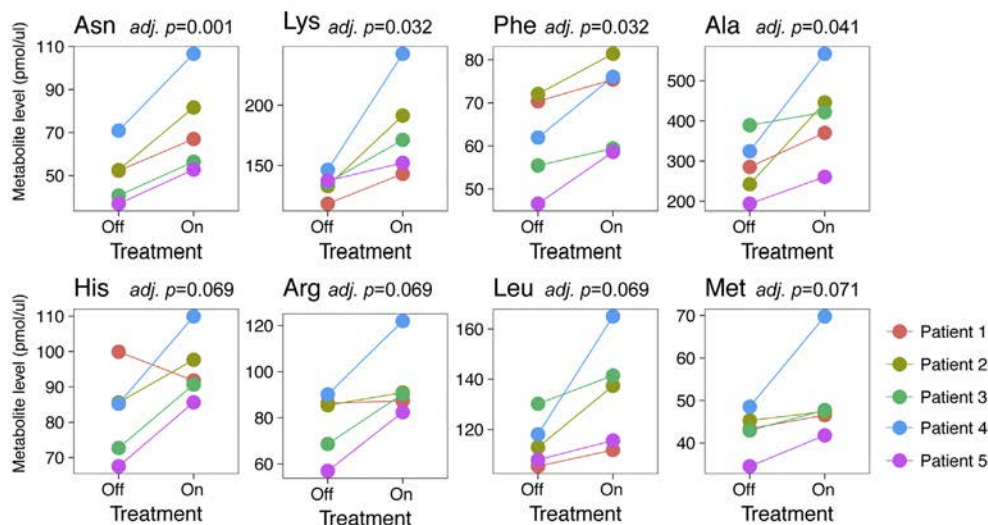 Asn adj. p=0.001
Lys adj. p=0.032
Phe adj. p=0.032
Ala adj. p=0.041
Metabolite level (pmol/ul)
110
90
70
50
200
150
80
70
60
50
500
400
300
200
Off On
Off On
Off On
Off On
Treatment
Treatment
Treatment
Treatment
His adj. p=0.069
Arg adj. p=0.069
Leu adj. p=0.069
Met adj. p=0.071
Metabolite level (pmol/ul)
110
100
90
80
70
120
100
80
60
160
140
120
70
60
50
40
Patient 1
Patient 2
Patient 3
Patient 4
Patient 5
Off On
Off On
Off On
Off On
Treatment
Treatment
Treatment
Treatment